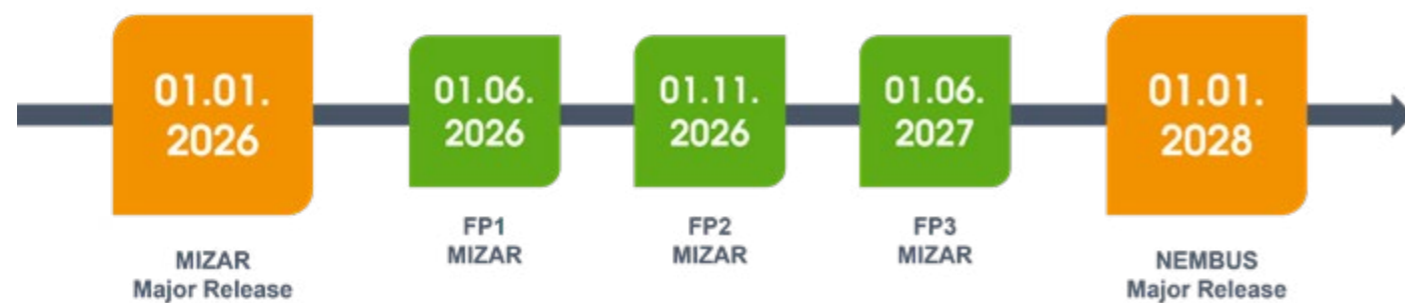 01.01.
2026
MIZAR
Major Release
01.06.
2026
FP1
MIZAR
01.11.
2026
FP2
MIZAR
01.06.
2027
FP3
MIZAR
01.01.
2028
NEMBUS
Major Release